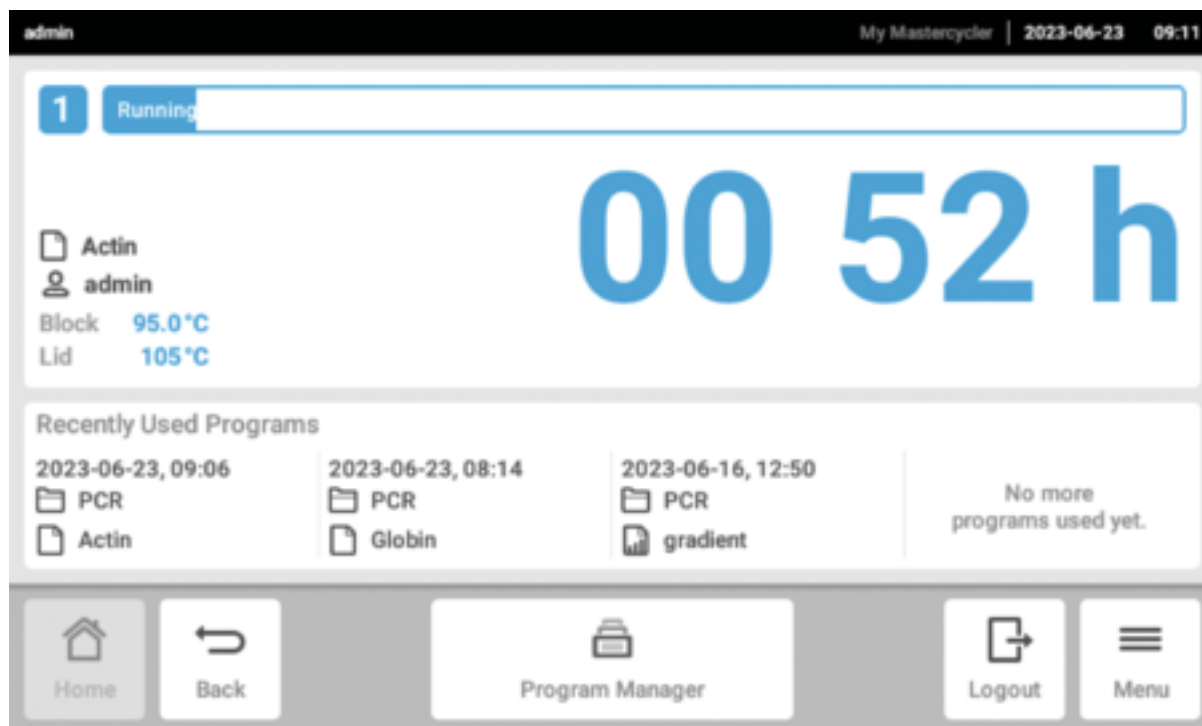 admin My Mastercycler | 2023-06-23 09:11
1 Running
00 52 h
Actin
admin
Block 95.0°C
Lid 105°C
Recently Used Programs
2023-06-23, 09:06 2023-06-23, 08:14 2023-06-16, 12:50
PCR PCR PCR No more
Actin Globin gradient programs used yet.
Home Back Program Manager Logout Menu